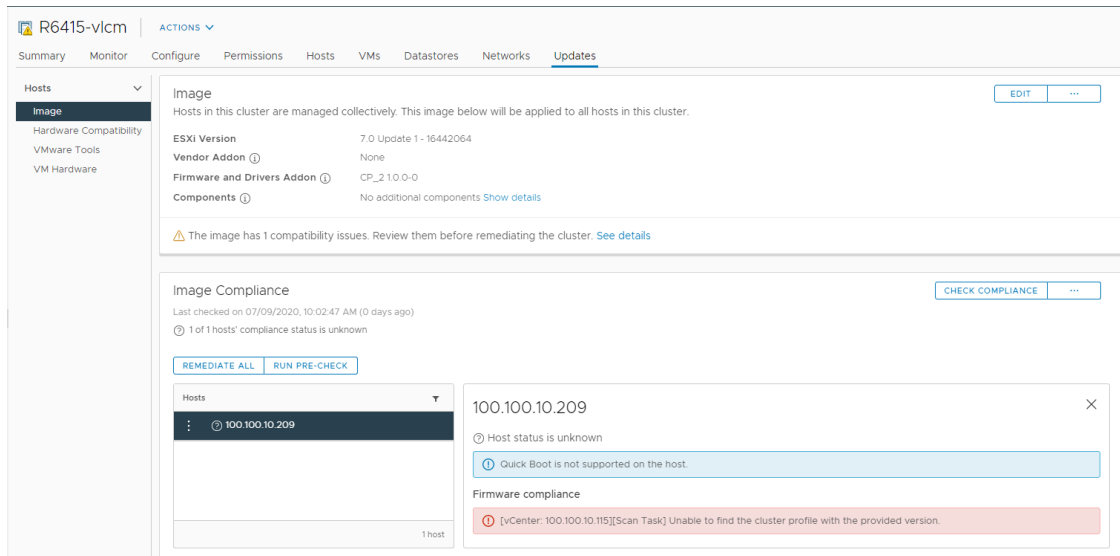 R6415-vlcm
ACTIONS
Summary Monitor Configure Permissions Hosts VMs Datastores Networks Updates
Hosts
Image
Hardware Compatibility
VMware Tools
VM Hardware
Image
EDIT ...
Hosts in this cluster are managed collectively. This image below will be applied to all hosts in this cluster.
ESXi Version 7.0 Update 1 - 16442064
Vendor Addon None
Firmware and Drivers Addon CP_2 1.0.0-0
Components No additional components Show details
The image has 1 compatibility issues. Review them before remediating the cluster. See details
Image Compliance
CHECK COMPLIANCE ...
Last checked on 07/09/2020, 10:02:47 AM (0 days ago)
1 of 1 hosts' compliance status is unknown
REMEDIATE ALL RUN PRE-CHECK
Hosts
100.100.10.209
1 host
100.100.10.209
Host status is unknown
Quick Boot is not supported on the host.
Firmware compliance
[vCenter: 100.100.10.115][Scan Task] Unable to find the cluster profile with the provided version.